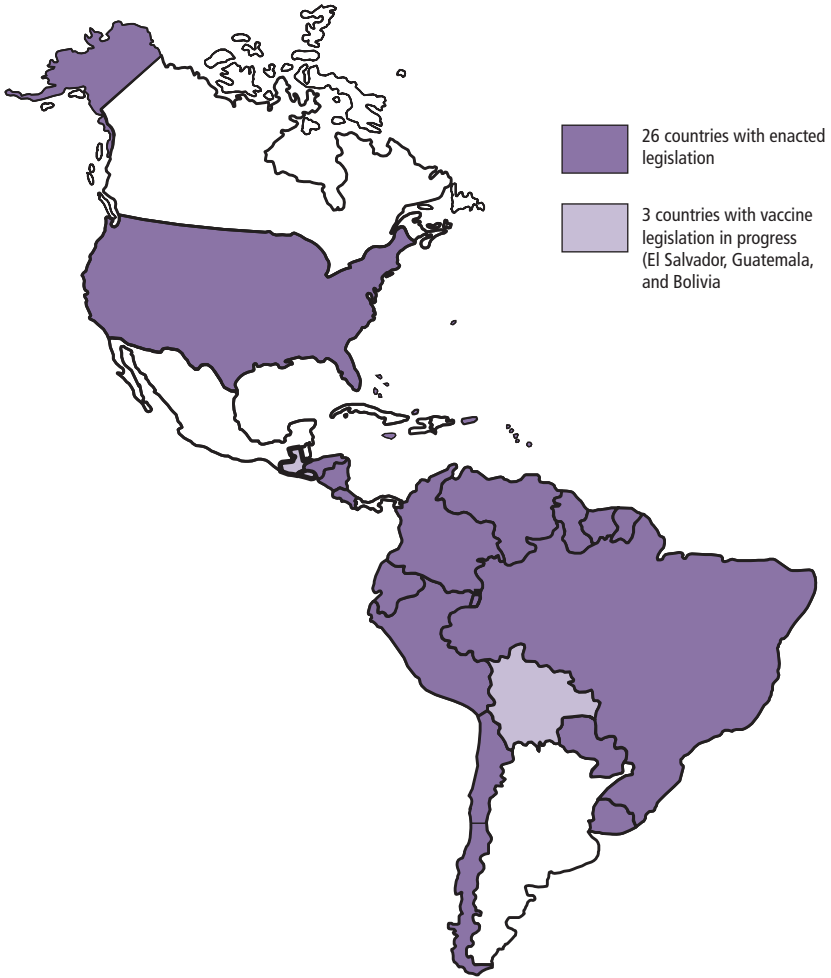 26 countries with enacted
legislation
3 countries with vaccine
legislation in progress
(El Salvador, Guatemala,
and Bolivia